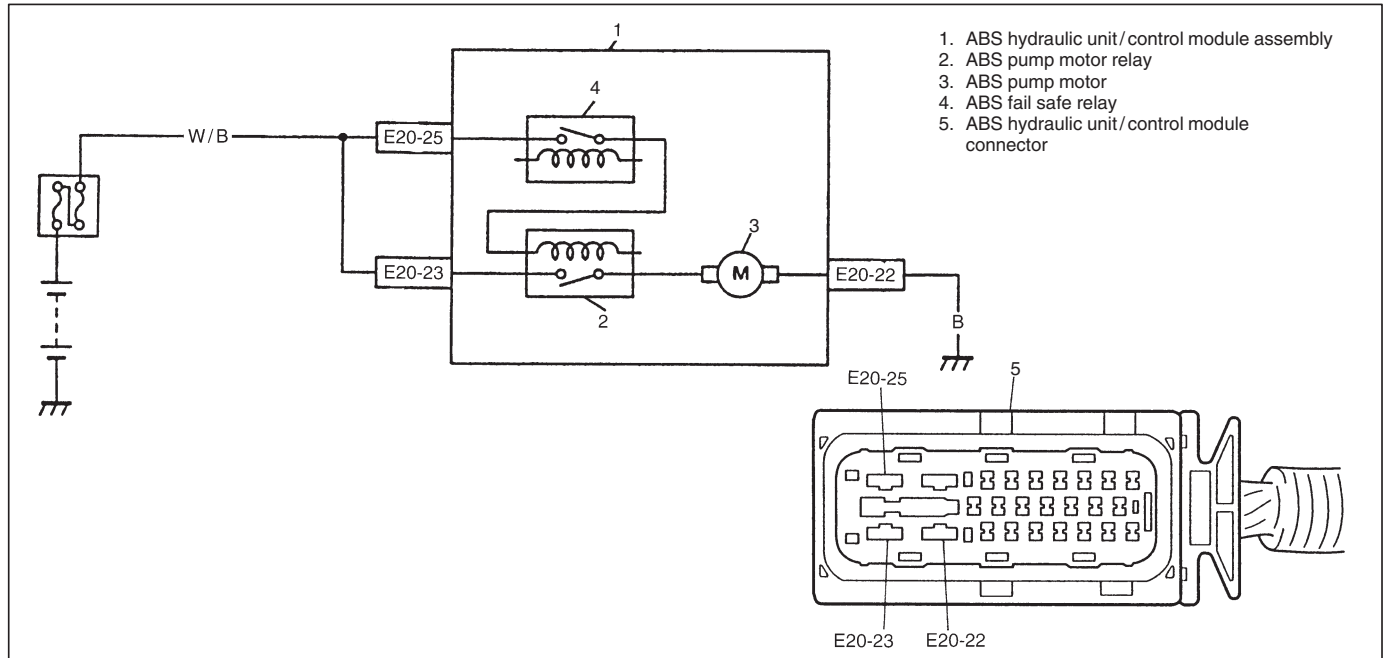 1
1. ABS hydraulic unit/control module assembly
2. ABS pump motor relay
3. ABS pump motor
4. ABS fail safe relay
5. ABS hydraulic unit/control module
connector
4
W/B
E20-25
3
E20-23
M
E20-22
2
B
E20-25
5
E20-23
E20-22